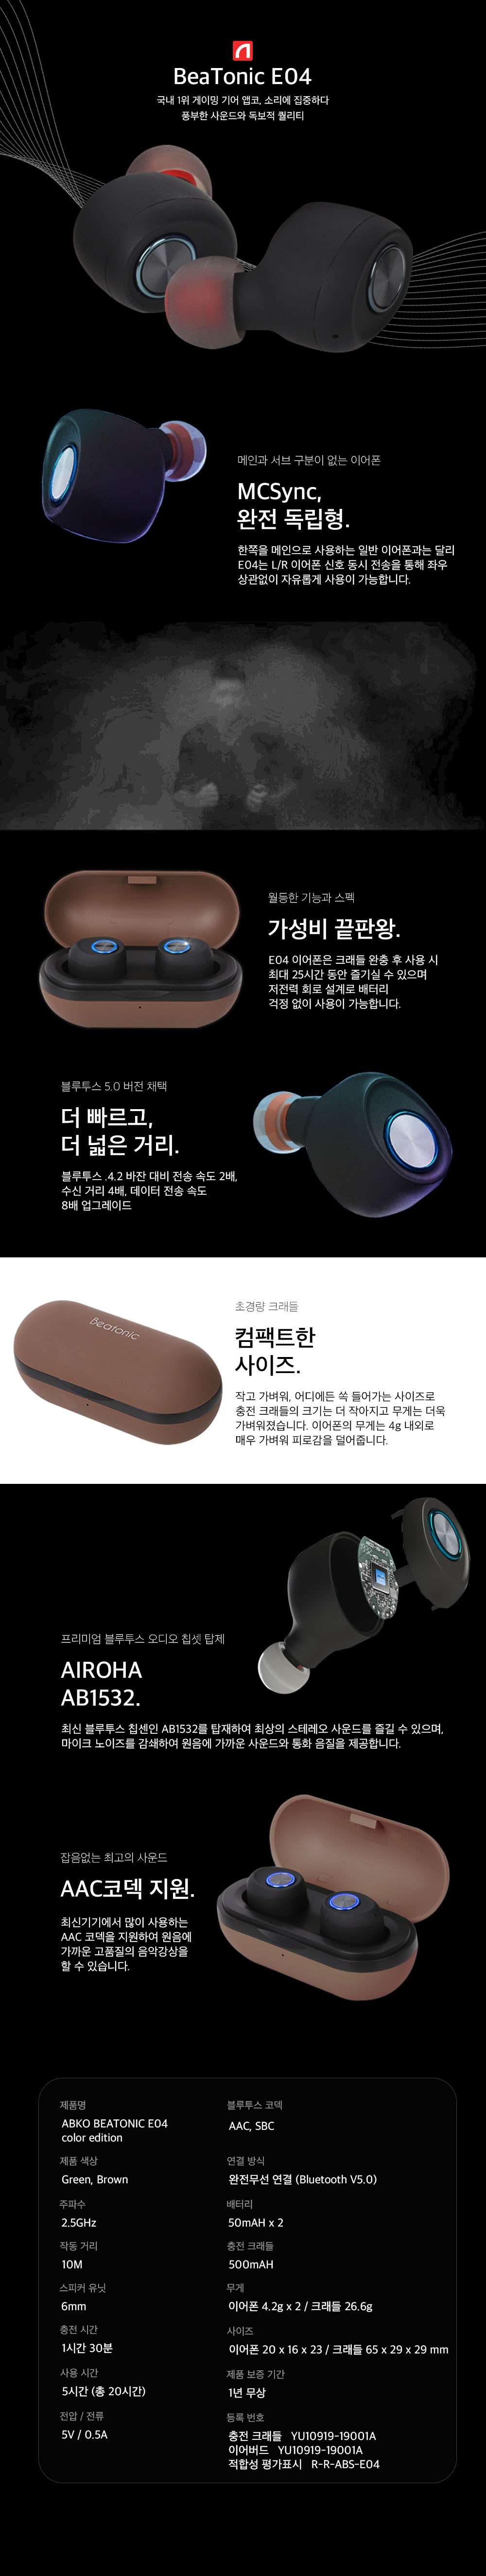 BeaTonic E04
국내 1위 게이밍 기어 앱코, 소리에 집중하다
풍부한 사운드와 독보적 퀄리티
메인과 서브 구분이 없는 이어폰
MCSync,
완전 독립형.
한쪽을 메인으로 사용하는 일반 이어폰과는 달리
E04는 L/R 이어폰 신호 동시 전송을 통해 좌우
상관없이 자유롭게 사용이 가능합니다.
월등한 기능과 스펙
가성비 끝판왕.
E04 이어폰은 크래들 완충 후 사용 시
최대 25시간 동안 즐기실 수 있으며
저전력 회로 설계로 배터리
걱정 없이 사용이 가능합니다.
블루투스 5.0 버전 채택
더 빠르고,
더 넓은 거리.
블루투스 .4.2 바잔 대비 전송 속도 2배,
수신 거리 4배, 데이터 전송 속도
8배 업그레이드
초경량 크래들
컴팩트한
사이즈.
Beatonic
작고 가벼워, 어디에든 쏙 들어가는 사이즈로
충전 크래들의 크기는 더 작아지고 무게는 더욱
가벼워졌습니다. 이어폰의 무게는 4g 내외로
매우 가벼워 피로감을 덜어줍니다.
프리미엄 블루투스 오디오 칩셋 탑제
AIROHA
AB1532.
최신 블루투스 칩센인 AB1532를 탑재하여 최상의 스테레오 사운드를 즐길 수 있으며,
마이크 노이즈를 감쇄하여 원음에 가까운 사운드와 통화 음질을 제공합니다.
잡음없는 최고의 사운드
AAC코덱 지원.
최신기기에서 많이 사용하는
AAC 코덱을 지원하여 원음에
가까운 고품질의 음악강상을
할 수 있습니다.
제품명
ABKO BEATONIC E04
color edition
블루투스 코덱
AAC, SBC
제품 색상
Green, Brown
연결 방식
완전무선 연결 (Bluetooth V5.0)
주파수
2.5GHz
배터리
50mAH x 2
작동 거리
10M
충전 크래들
500mAH
스피커 유닛
6mm
무게
이어폰 4.2g x 2 / 크래들 26.6g
충전 시간
1시간 30분
사이즈
이어폰 20 x 16 x 23 / 크래들 65 x 29 x 29 mm
사용 시간
5시간 (총 20시간)
제품 보증 기간
1년 무상
전압 / 전류
5V / 0.5A
등록 번호
충전 크래들 YU10919-19001A
이어버드 YU10919-19001A
적합성 평가표시 R-R-ABS-E04